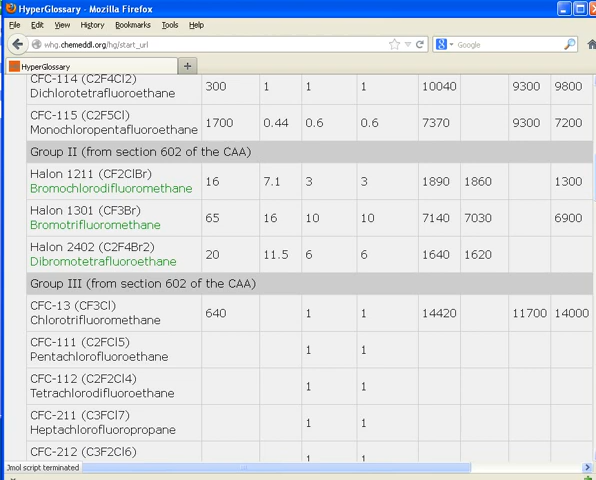 HyperGlossary - Mozilla Firefox
File Edit View History Bookmarks Tools Help
whg.chemeddl.org/hg/start_url Google
HyperGlossary +
CFC-114 (C2F4Cl2)
Dichlorotetrafluoroethane 300 1 1 1 10040 9300 9800
CFC-115 (C2F5Cl)
Monochloropentafluoroethane 1700 0.44 0.6 0.6 7370 9300 7200
Group II (from section 602 of the CAA)
Halon 1211 (CF2ClBr)
Bromochlorodifluoromethane 16 7.1 3 3 1890 1860 1300
Halon 1301 (CF3Br)
Bromotrifluoromethane 65 16 10 10 7140 7030 6900
Halon 2402 (C2F4Br2)
Dibromotetrafluoroethane 20 11.5 6 6 1640 1620
Group III (from section 602 of the CAA)
CFC-13 (CF3Cl)
Chlorotrifluoromethane 640 1 1 14420 11700 14000
CFC-111 (C2FCl5)
Pentachlorofluoroethane 1 1
CFC-112 (C2F2Cl4)
Tetrachlorodifluoroethane 1 1
CFC-211 (C3FCl7)
Heptachlorofluoropropane 1 1
CFC-212 (C3F2Cl6)
1 1
Jmol script terminated